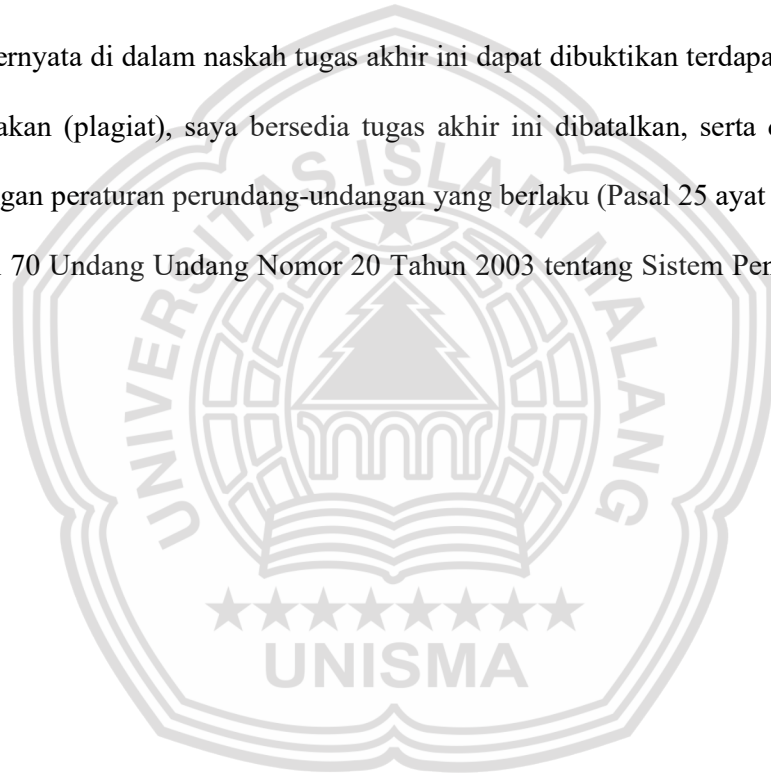 ernyata di dalam naskah tugas akhir ini dapat dibuktikan terdapa
akan (plagiat), saya bersedia tugas akhir ini dibatalkan, serta
gan peraturan perundang-undangan yang berlaku (Pasal 25 ayat
70 Undang Undang Nomor 20 Tahun 2003 tentang Sistem Pen
UNIVERSITAS ISLAM MALANG
UNISMA